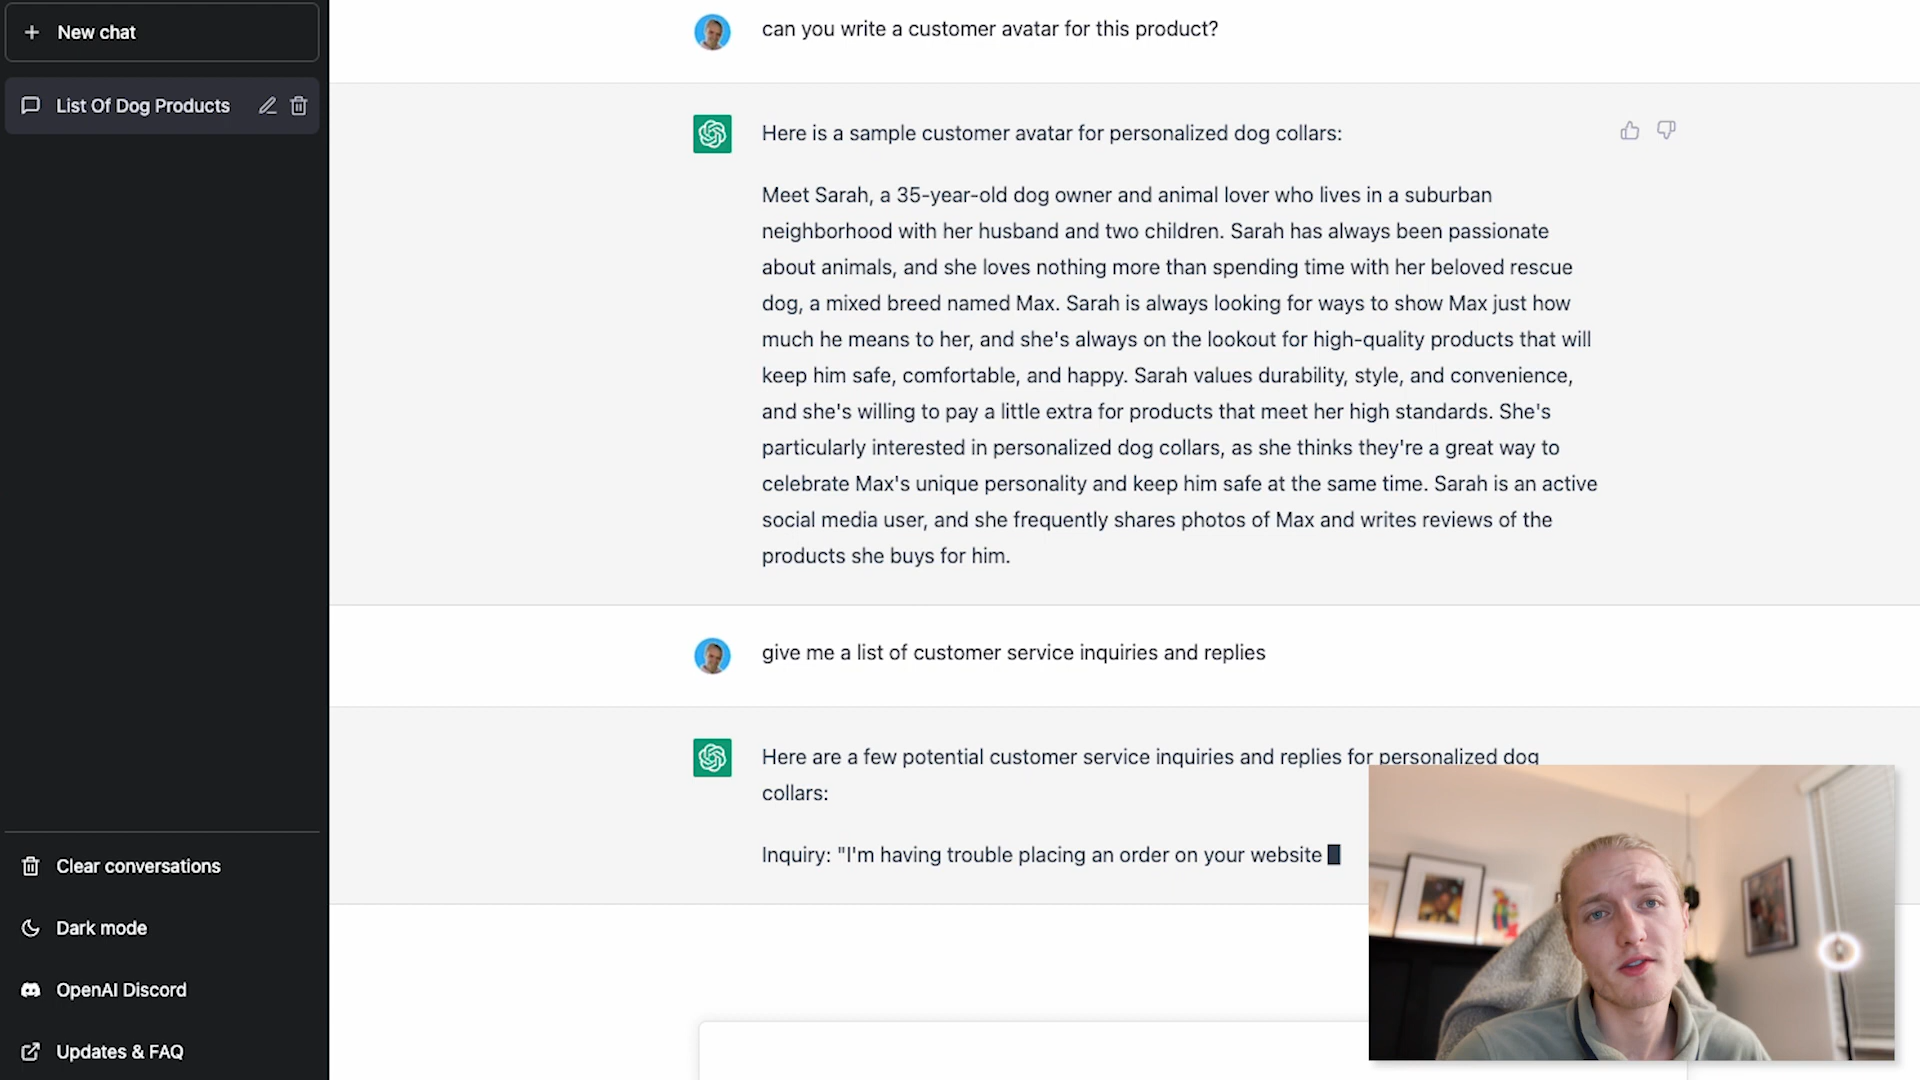 New chat
List Of Dog Products
Clear conversations
Dark mode
OpenAI Discord
Updates & FAQ
can you write a customer avatar for this product?
Here is a sample customer avatar for personalized dog collars:
Meet Sarah, a 35-year-old dog owner and animal lover who lives in a suburban
neighborhood with her husband and two children. Sarah has always been passionate
about animals, and she loves nothing more than spending time with her beloved rescue
dog, a mixed breed named Max. Sarah is always looking for ways to show Max just how
much he means to her, and she's always on the lookout for high-quality products that will
keep him safe, comfortable, and happy. Sarah values durability, style, and convenience,
and she's willing to pay a little extra for products that meet her high standards. She's
particularly interested in personalized dog collars, as she thinks they're a great way to
celebrate Max's unique personality and keep him safe at the same time. Sarah is an active
social media user, and she frequently shares photos of Max and writes reviews of the
products she buys for him.
give me a list of customer service inquiries and replies
Here are a few potential customer service inquiries and replies for personalized dog
collars:
Inquiry: "I'm having trouble placing an order on your website